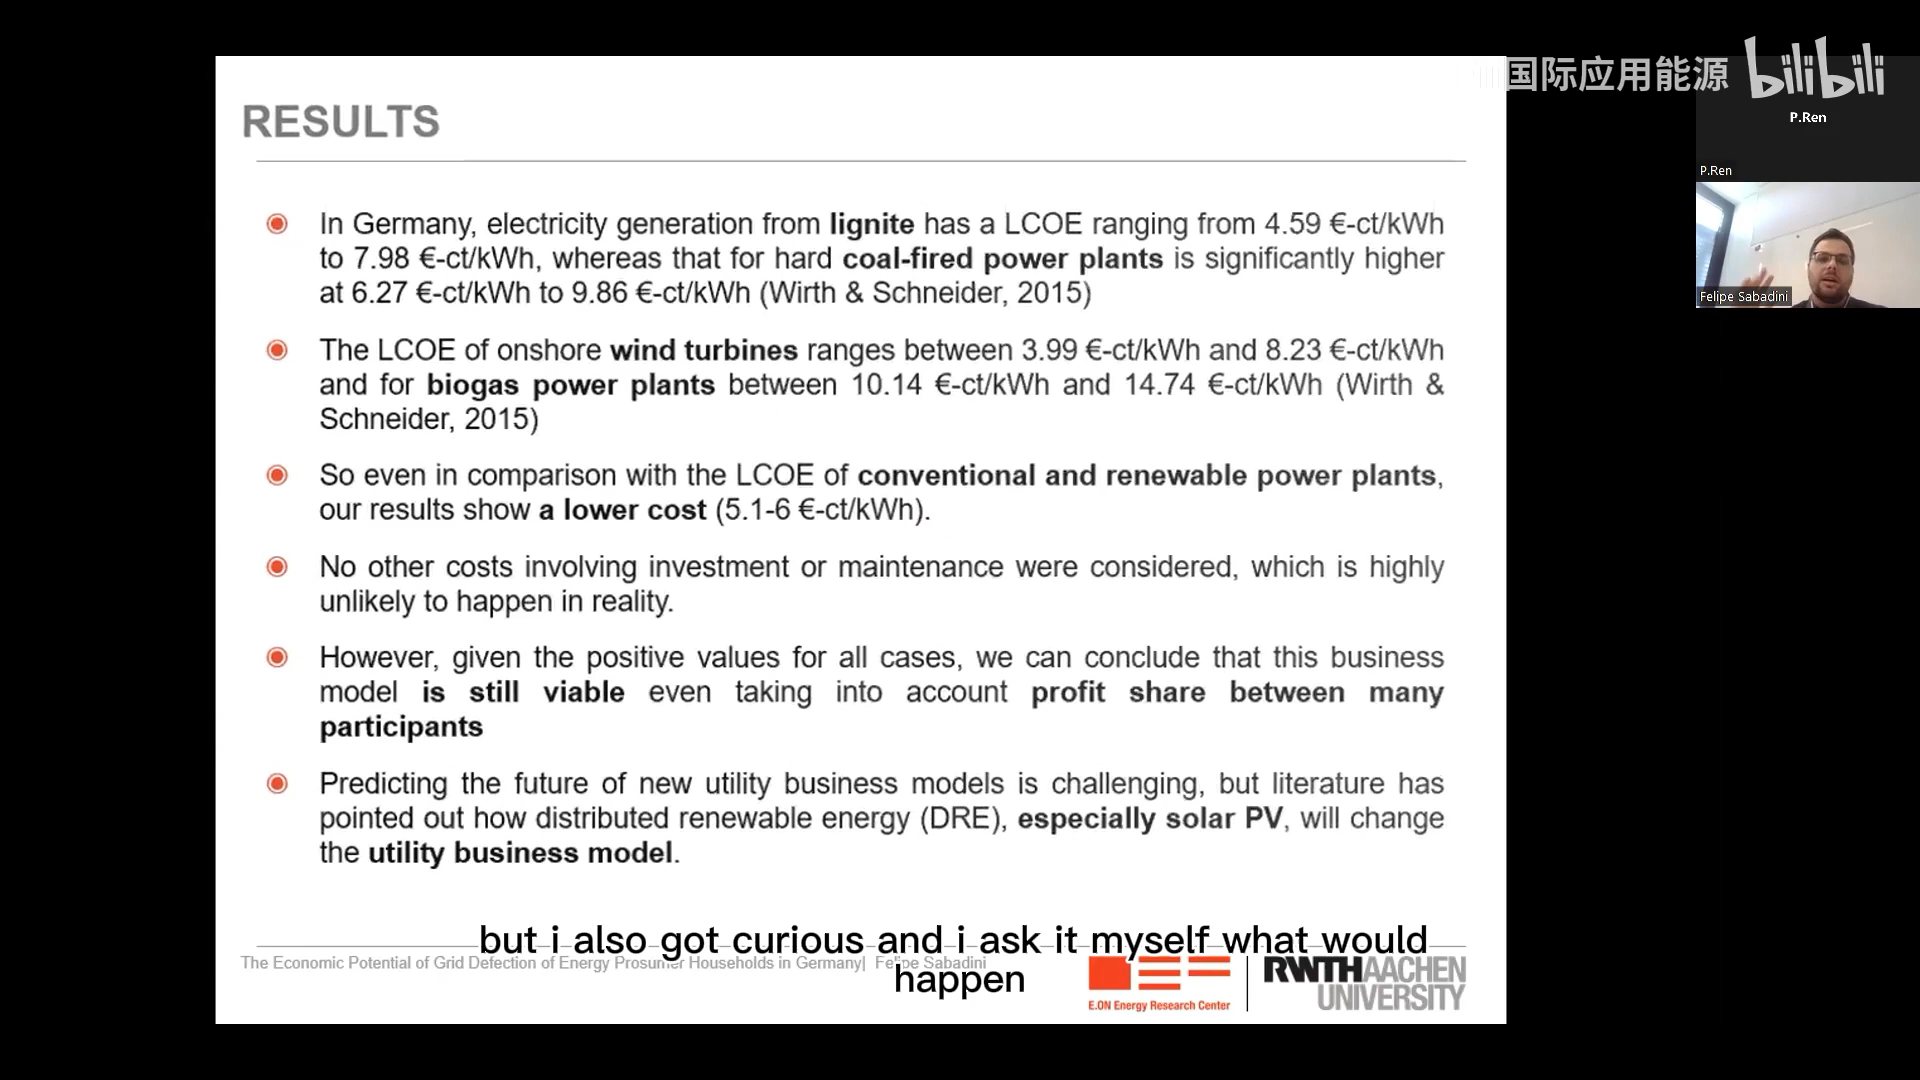 国际应用能源 bilibili
P.Ren
P.Ren
Felipe Sabadini
RESULTS
In Germany, electricity generation from lignite has a LCOE ranging from 4.59 €-ct/kWh
to 7.98 €-ct/kWh, whereas that for hard coal-fired power plants is significantly higher
at 6.27 €-ct/kWh to 9.86 €-ct/kWh (Wirth & Schneider, 2015)
The LCOE of onshore wind turbines ranges between 3.99 €-ct/kWh and 8.23 €-ct/kWh
and for biogas power plants between 10.14 €-ct/kWh and 14.74 €-ct/kWh (Wirth &
Schneider, 2015)
So even in comparison with the LCOE of conventional and renewable power plants,
our results show a lower cost (5.1-6 €-ct/kWh).
No other costs involving investment or maintenance were considered, which is highly
unlikely to happen in reality.
However, given the positive values for all cases, we can conclude that this business
model is still viable even taking into account profit share between many
participants
Predicting the future of new utility business models is challenging, but literature has
pointed out how distributed renewable energy (DRE), especially solar PV, will change
the utility business model.
but i also got curious and i ask it myself what would
happen
The Economic Potential of Grid Defection of Energy Prosumer Households in Germany| Felipe Sabadini
E.ON Energy Research Center
RWTHAACHEN
UNIVERSITY